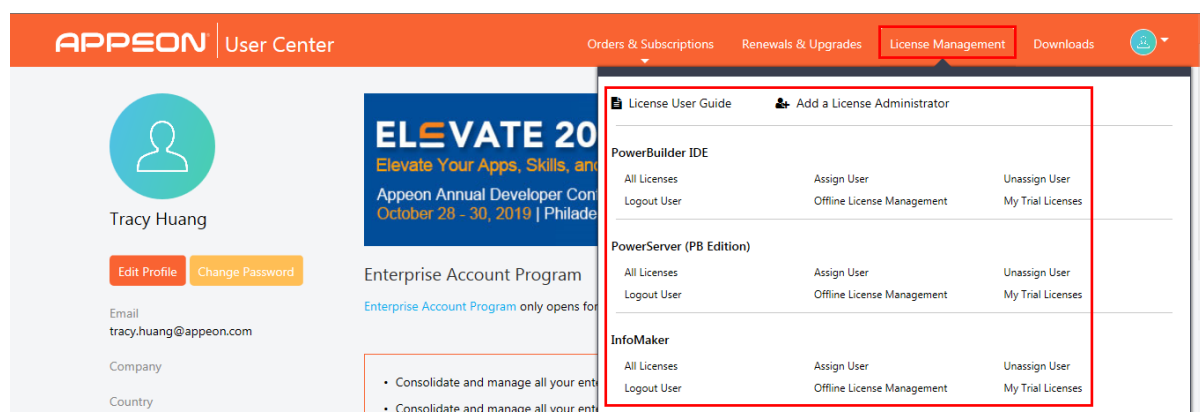 APPEON User Center
Orders & Subscriptions Renewals & Upgrades License Management Downloads
ELEVATE 20
Elevate Your Apps, Skills, an
Appeon Annual Developer Con
October 28 - 30, 2019 | Philade
Tracy Huang
Edit Profile Change Password
Email
tracy.huang@appeon.com
Company
Country
Enterprise Account Program
Enterprise Account Program only opens for
• Consolidate and manage all your ente
• Consolidate and manage all your ente
License User Guide Add a License Administrator
PowerBuilder IDE
All Licenses Assign User Unassign User
Logout User Offline License Management My Trial Licenses
PowerServer (PB Edition)
All Licenses Assign User Unassign User
Logout User Offline License Management My Trial Licenses
InfoMaker
All Licenses Assign User Unassign User
Logout User Offline License Management My Trial Licenses